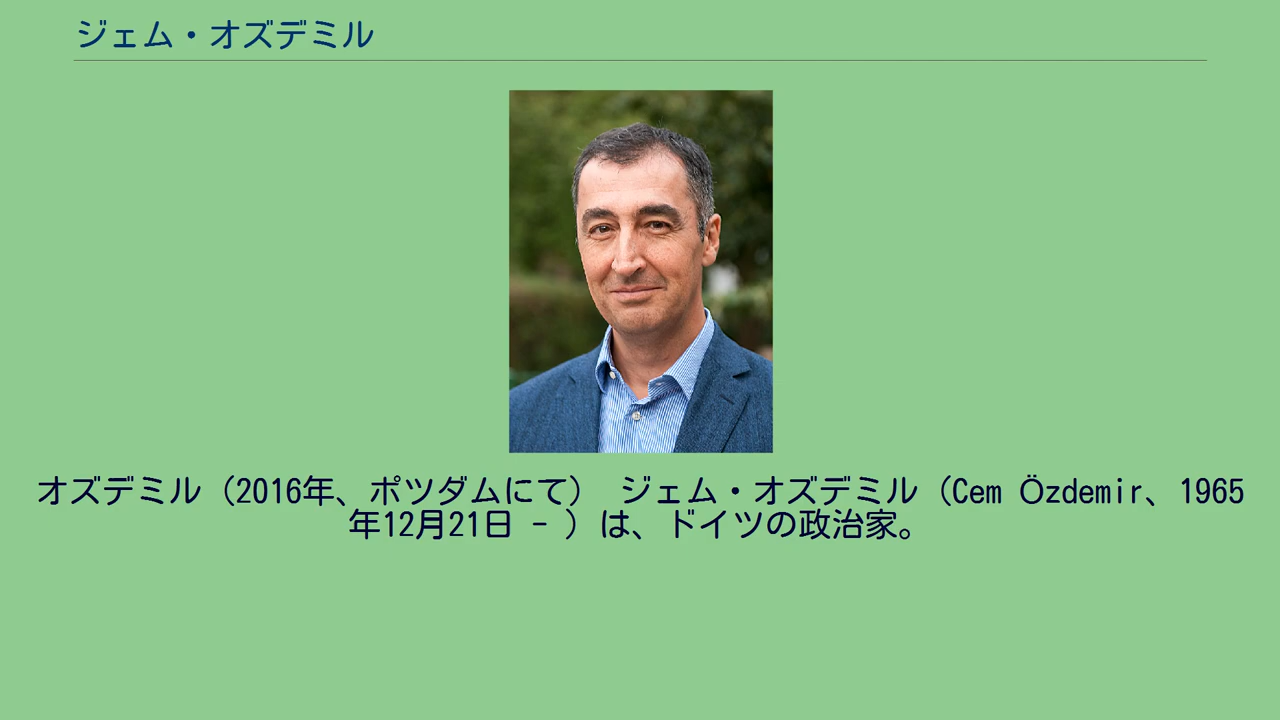 ジェム・オズデミル
オズデミル（2016年、ポツダムにて） ジェム・オズデミル（Cem Özdemir、1965
年12月21日 - ）は、ドイツの政治家。